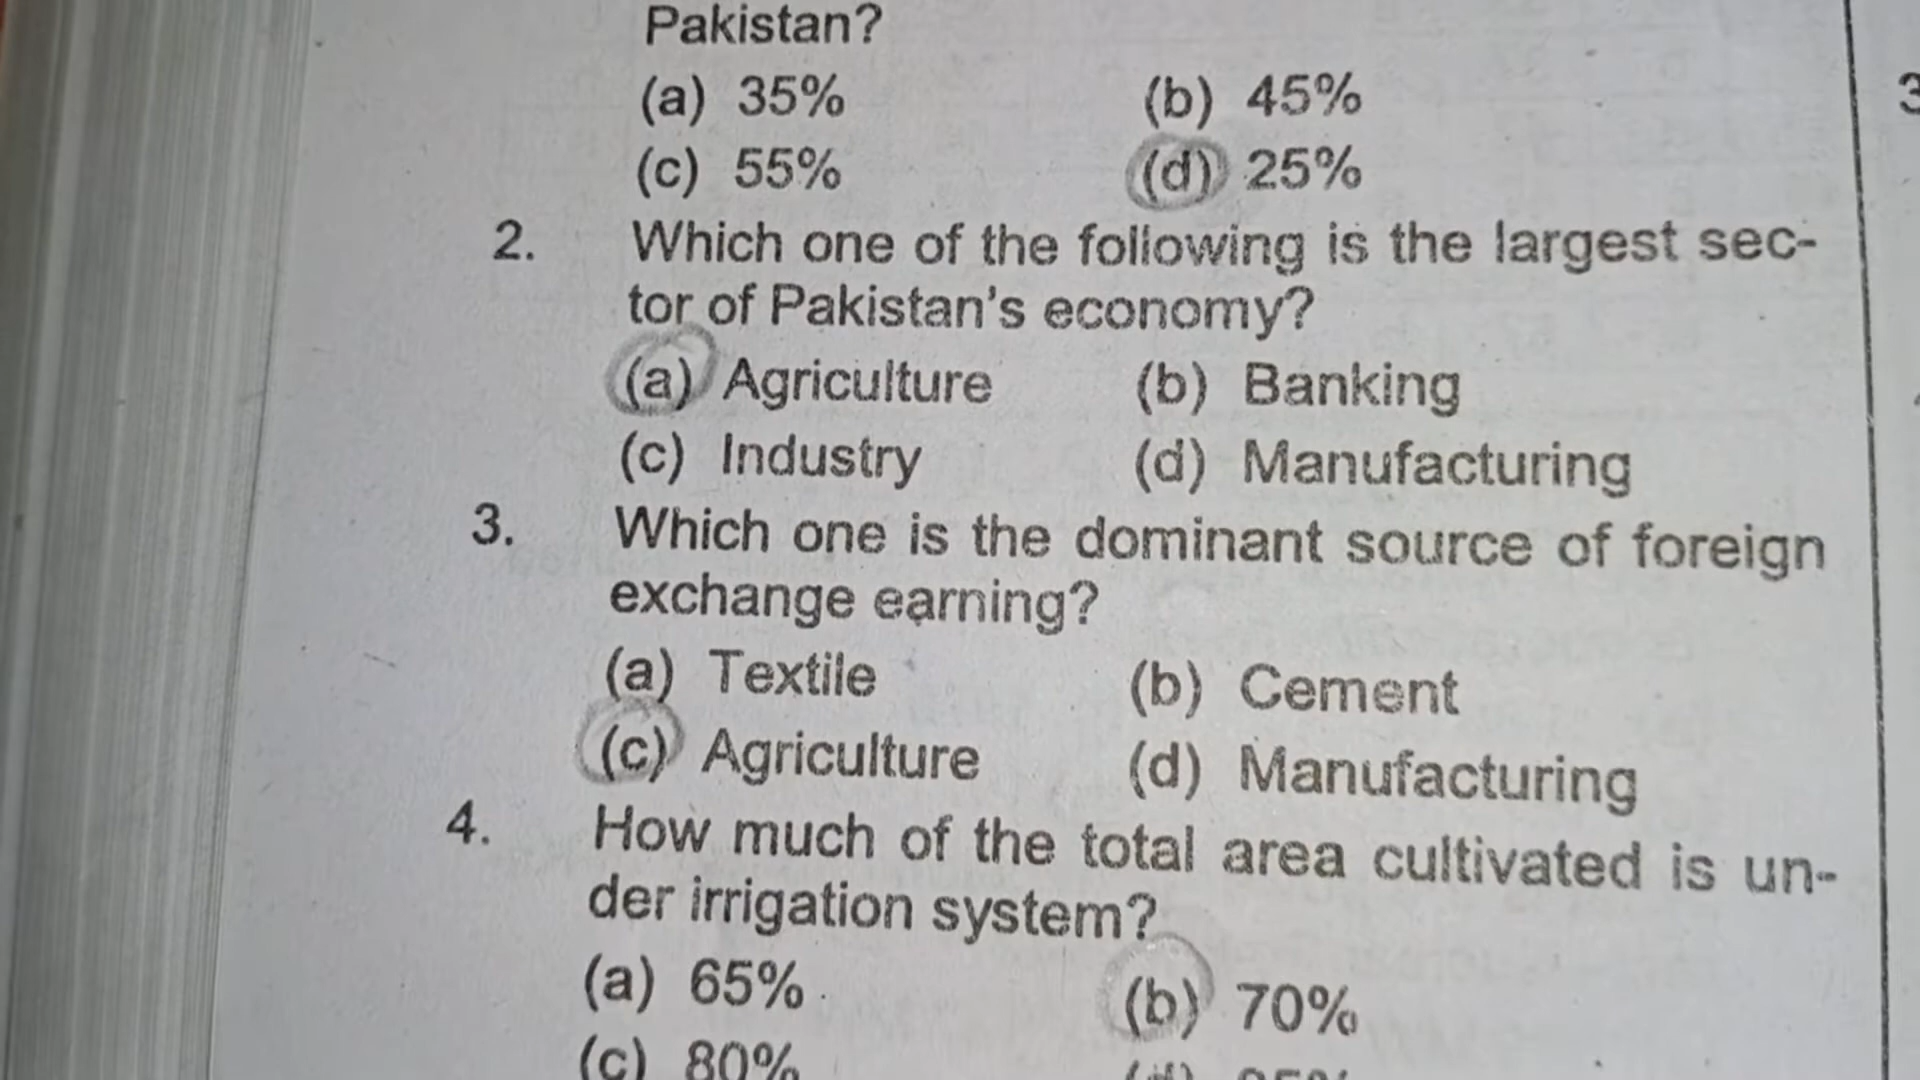 Pakistan?
(a) 35% (b) 45%
(c) 55% (d) 25%
2. Which one of the following is the largest sec-
tor of Pakistan's economy?
(a) Agriculture (b) Banking
(c) Industry (d) Manufacturing
3. Which one is the dominant source of foreign
exchange earning?
(a) Textile (b) Cement
(c) Agriculture (d) Manufacturing
4. How much of the total area cultivated is un-
der irrigation system?
(a) 65% (b) 70%
(c) 80%